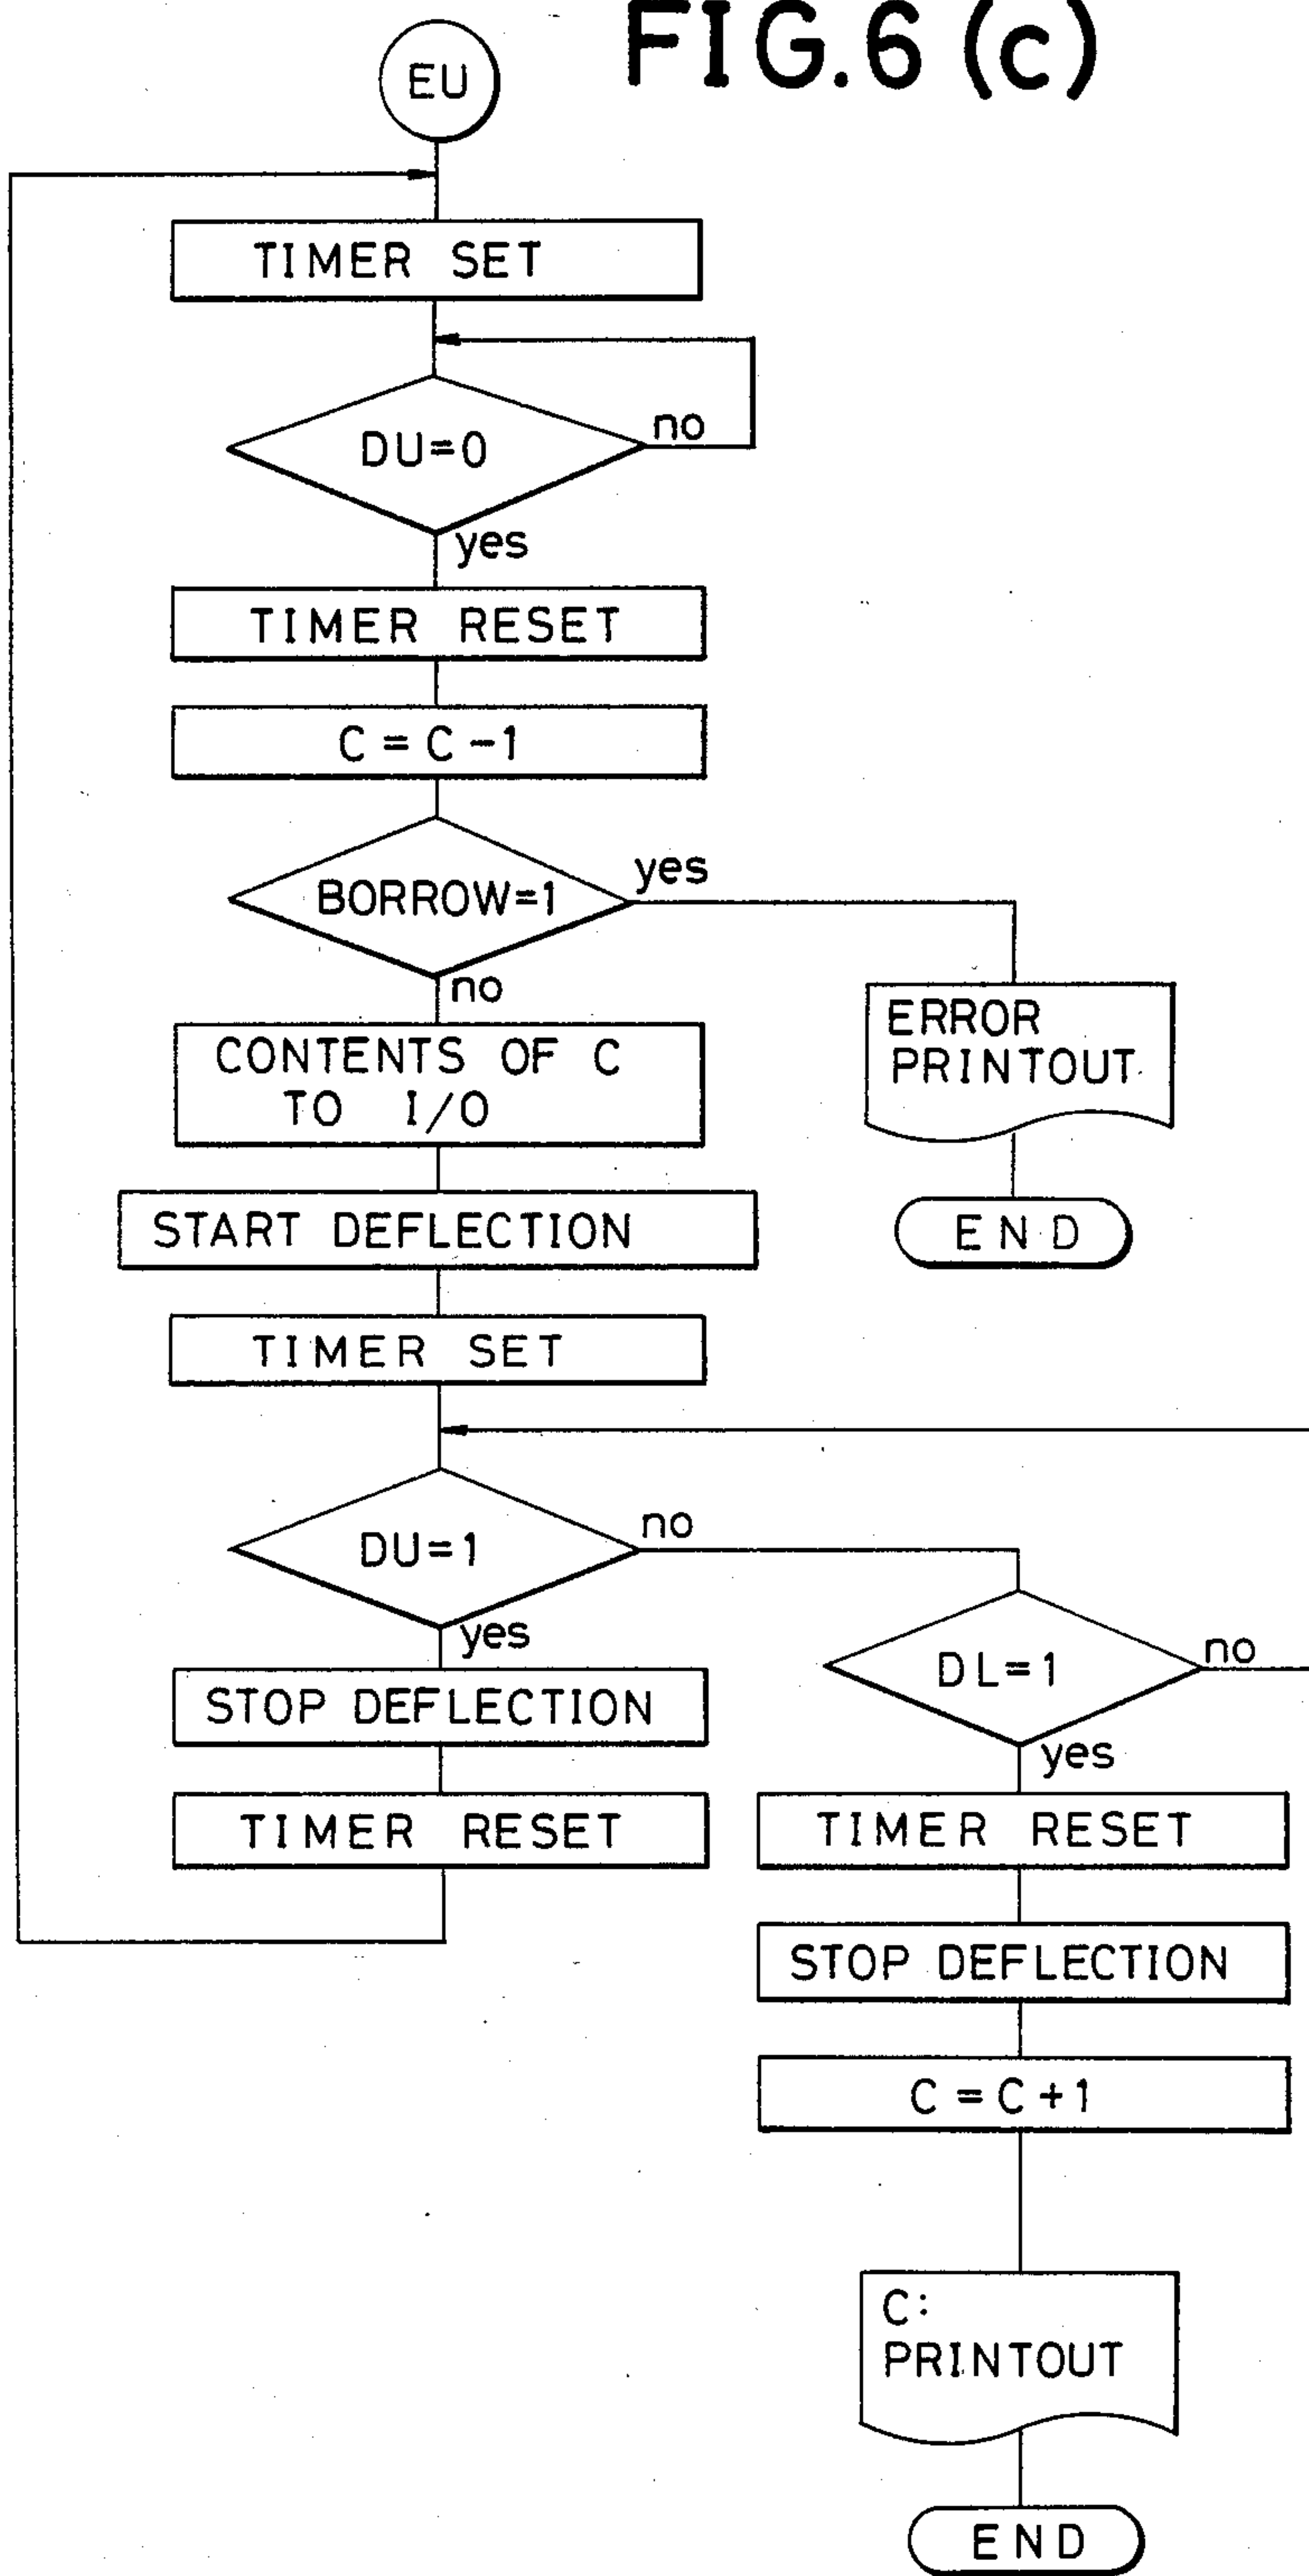 FIG.6 (c)
EU
TIMER SET
DU=0
no
yes
TIMER RESET
C = C -1
BORROW=1
yes
no
CONTENTS OF C
TO I/O
ERROR
PRINTOUT
START DEFLECTION
END
TIMER SET
DU=1
no
yes
DL=1
no
yes
STOP DEFLECTION
TIMER RESET
TIMER RESET
STOP DEFLECTION
C = C +1
C:
PRINTOUT
END